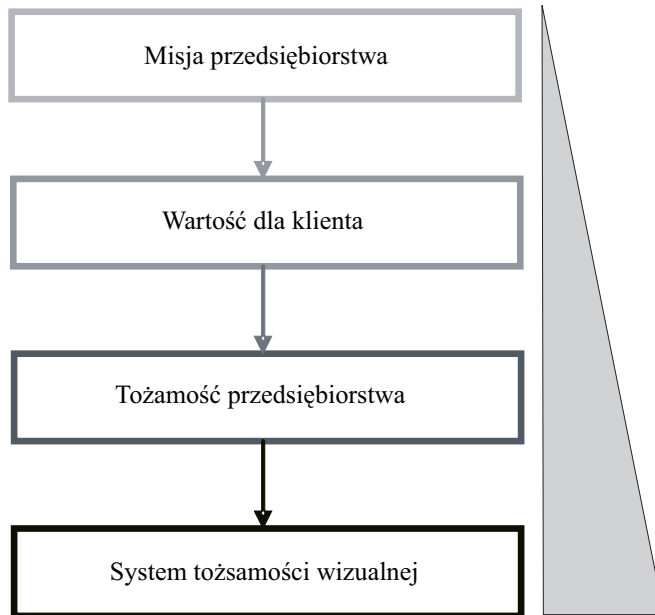 Misja przedsiębiorstwa
Wartość dla klienta
Tożamość przedsiębiorstwa
System tożsamości wizualnej